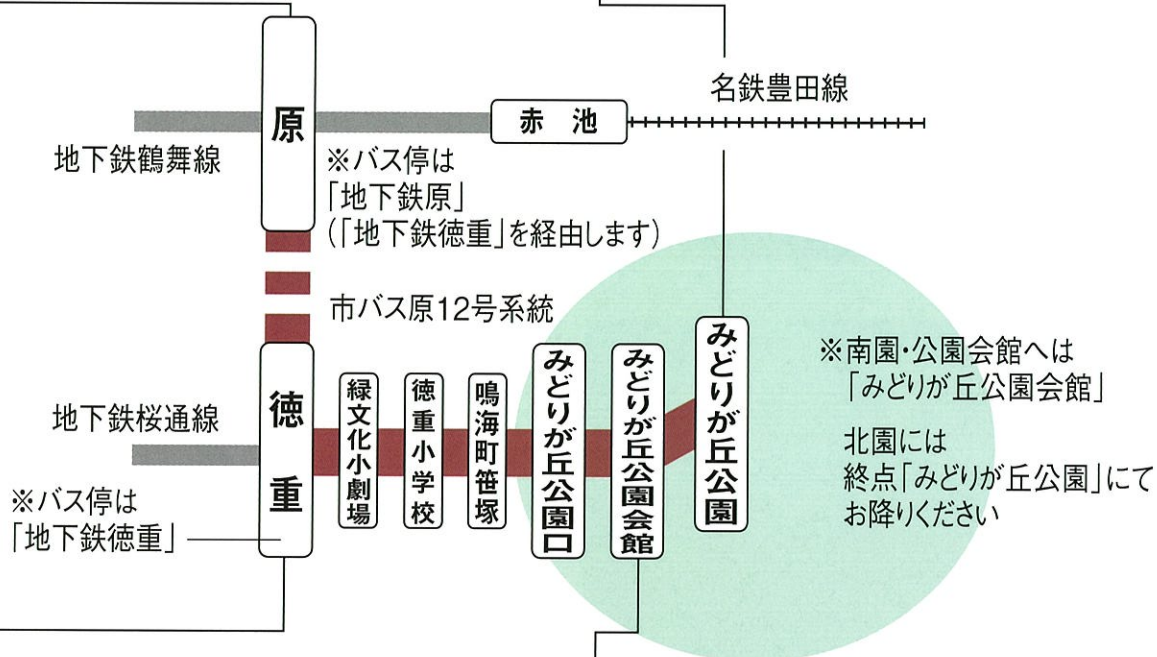 名鉄豊田線
原
赤池
地下鉄鶴舞線
※バス停は
「地下鉄原」
(「地下鉄徳重」を経由します)
市バス原12号系統
地下鉄桜通線
徳重
緑文化小劇場
徳重小学校
鳴海町笹塚
みどりが丘公園口
みどりが丘公園会館
みどりが丘公園
※バス停は
「地下鉄徳重」
※南園・公園会館へは
「みどりが丘公園会館」
北園には
終点「みどりが丘公園」にて
お降りください